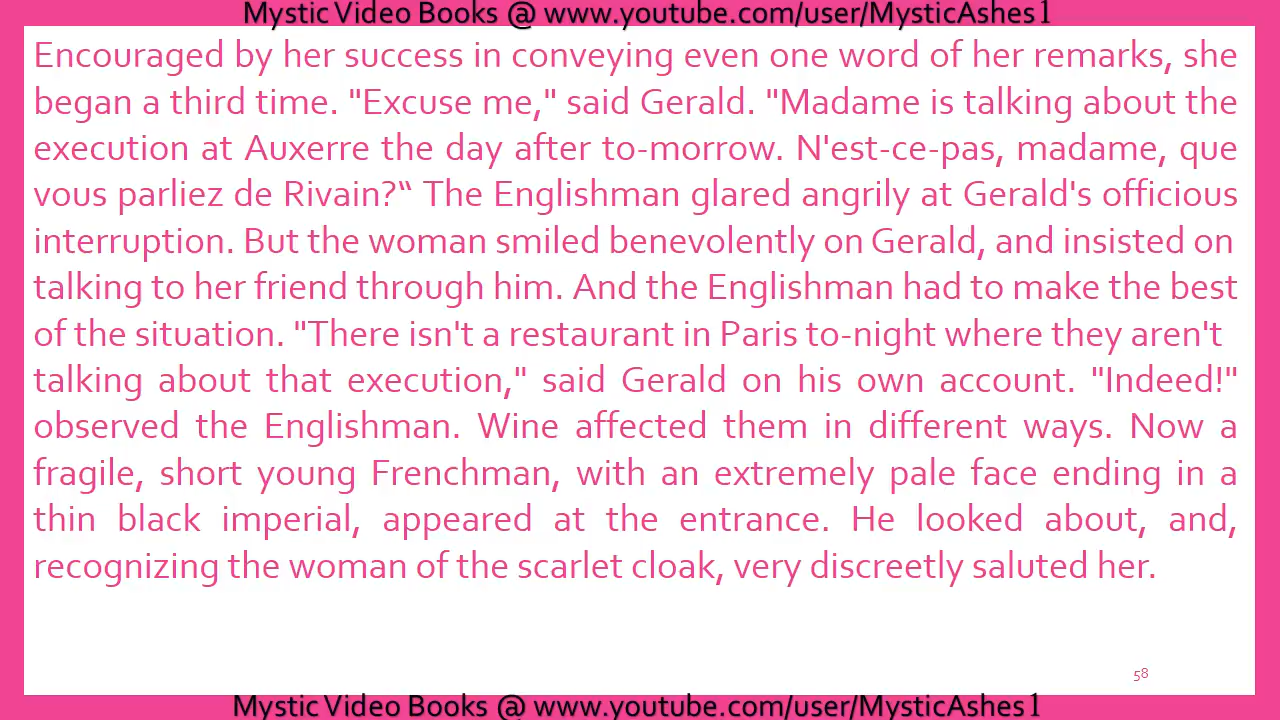 Mystic Video Books @ www.youtube.com/user/MysticAshes1
Encouraged by her success in conveying even one word of her remarks, she
began a third time. "Excuse me," said Gerald. "Madame is talking about the
execution at Auxerre the day after to-morrow. N'est-ce-pas, madame, que
vous parliez de Rivain?“ The Englishman glared angrily at Gerald's officious
interruption. But the woman smiled benevolently on Gerald, and insisted on
talking to her friend through him. And the Englishman had to make the best
of the situation. "There isn't a restaurant in Paris to-night where they aren't
talking about that execution," said Gerald on his own account. "Indeed!"
observed the Englishman. Wine affected them in different ways. Now a
fragile, short young Frenchman, with an extremely pale face ending in a
thin black imperial, appeared at the entrance. He looked about, and,
recognizing the woman of the scarlet cloak, very discreetly saluted her.
58
Mystic Video Books @ www.youtube.com/user/MysticAshes1